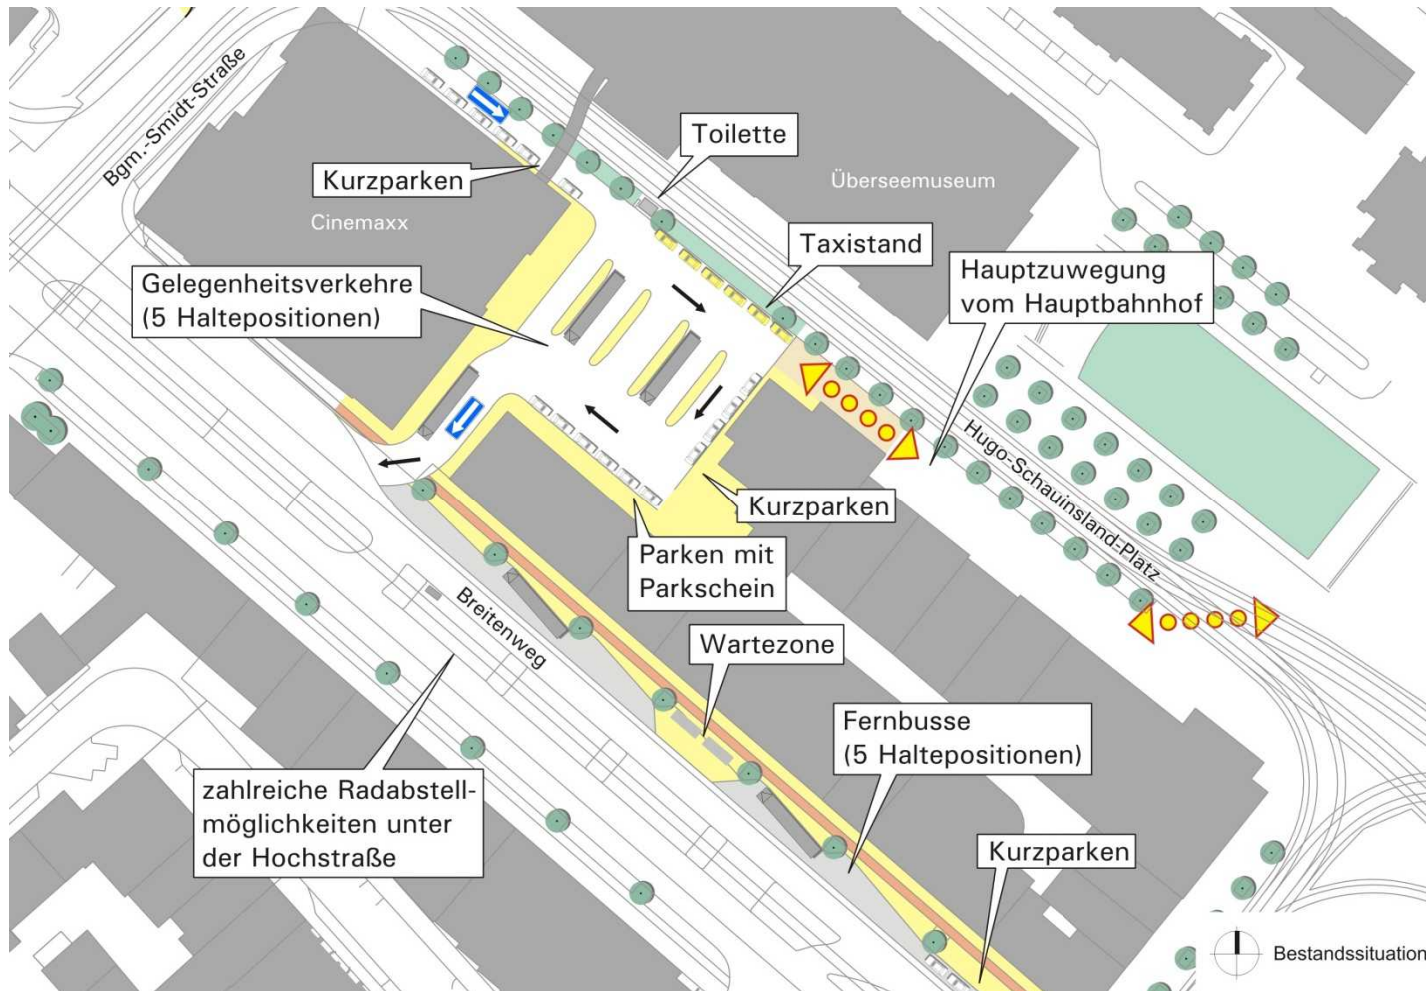 Bgm.-Smidt-Straße
Toilette
Kurzparken
Überseemuseum
Cinemaxx
Taxistand
Hauptzuwegung
vom Hauptbahnhof
Gelegenheitsverkehre
(5 Haltepositionen)
Hugo-Schauinsland-Platz
Kurzparken
Parken mit
Parkschein
Breitenweg
Wartezone
Fernbusse
(5 Haltepositionen)
zahlreiche Radabstell-
möglichkeiten unter
der Hochstraße
Kurzparken
Bestandssituation